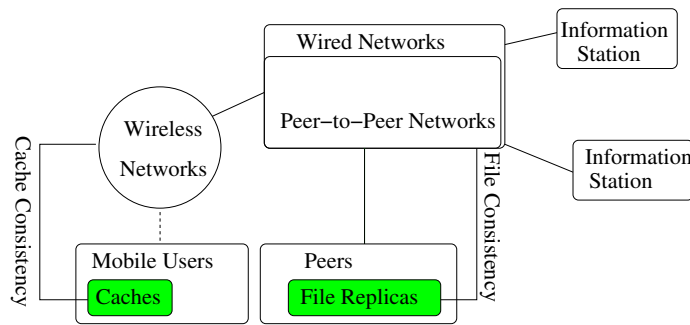 Wired Networks
Information
Station
Wireless
Networks
Peer−to−Peer Networks
Information
Station
Cache Consistency
File Consistency
Mobile Users
Caches
Peers
File Replicas